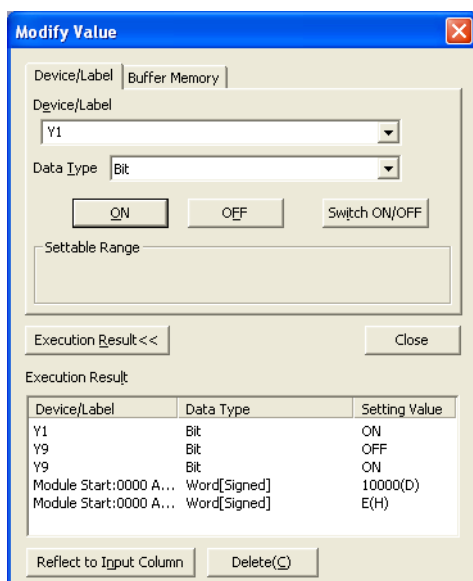 Modify Value
Device/Label Buffer Memory
Device/Label
Y1
Data Type Bit
ON OFF Switch ON/OFF
Settable Range
Execution Result<< Close
Execution Result
Device/Label Data Type Setting Value
Y1 Bit ON
Y9 Bit OFF
Y9 Bit ON
Module Start:0000 A... Word[Signed] 10000(D)
Module Start:0000 A... Word[Signed] E(H)
Reflect to Input Column Delete(C)